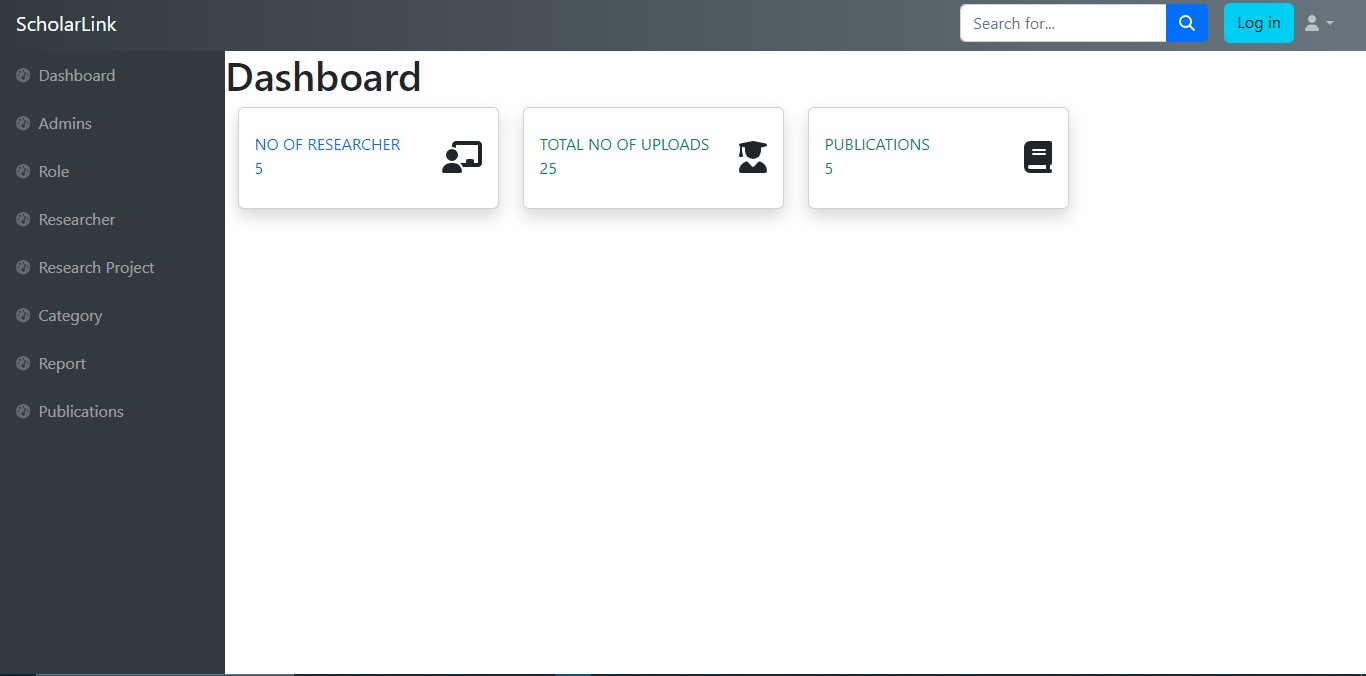 ScholarLink
Search for...
Log in
Dashboard
Admins
Role
Researcher
Research Project
Category
Report
Publications
Dashboard
NO OF RESEARCHER
5
TOTAL NO OF UPLOADS
25
PUBLICATIONS
5